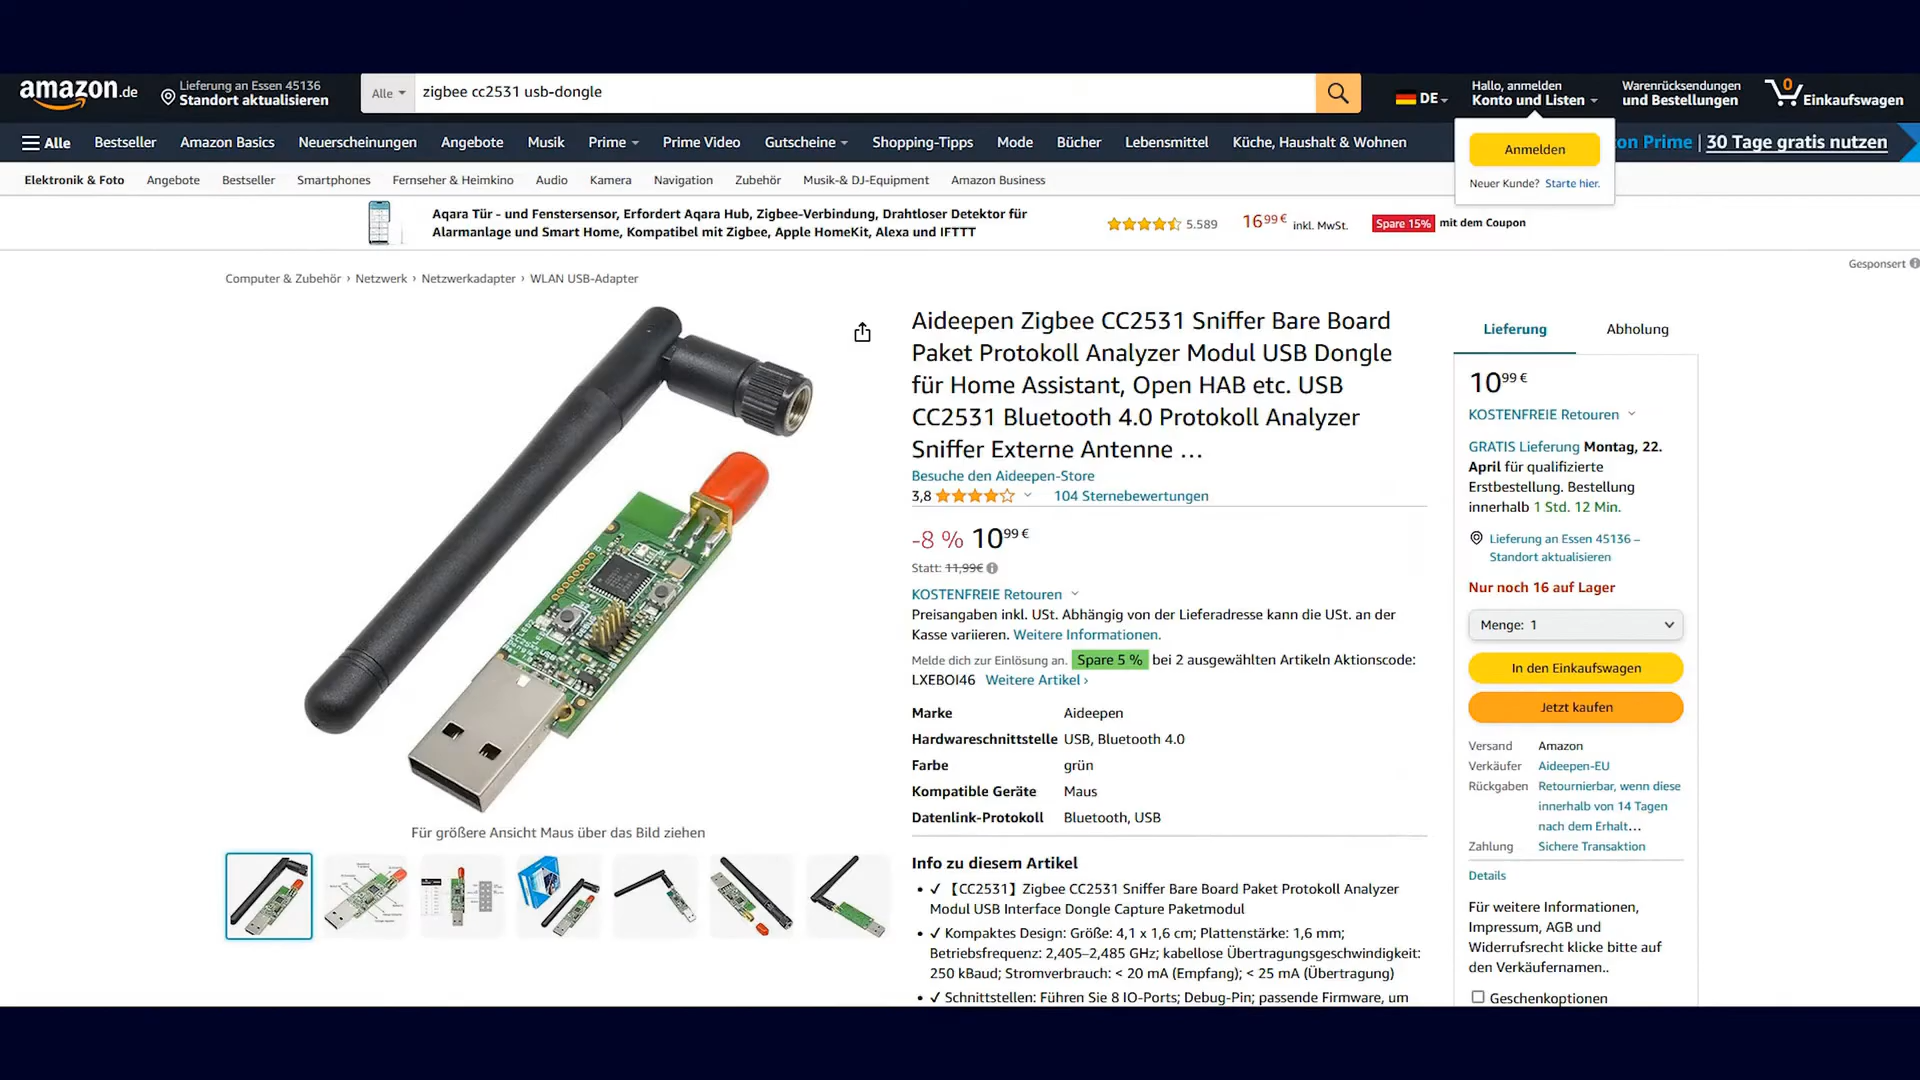 amazon.de
Lieferung an Essen 45136
Standort aktualisieren
Alle
zigbee cc2531 usb-dongle
DE
Hallo, anmelden
Konto und Listen
Warenrücksendungen
und Bestellungen
0
Einkaufswagen
Alle
Bestseller
Amazon Basics
Neuerscheinungen
Angebote
Musik
Prime
Prime Video
Gutscheine
Shopping-Tipps
Mode
Bücher
Lebensmittel
Küche, Haushalt & Wohnen
on Prime | 30 Tage gratis nutzen
Anmelden
Neuer Kunde? Starte hier.
Elektronik & Foto
Angebote
Bestseller
Smartphones
Fernseher & Heimkino
Audio
Kamera
Navigation
Zubehör
Musik-& DJ-Equipment
Amazon Business
Aqara Tür - und Fenstersensor, Erfordert Aqara Hub, Zigbee-Verbindung, Drahtloser Detektor für
Alarmanlage und Smart Home, Kompatibel mit Zigbee, Apple HomeKit, Alexa und IFTTT
5.589
16⁹⁹€ inkl. MwSt.
Spare 15% mit dem Coupon
Gesponsert
Computer & Zubehör › Netzwerk › Netzwerkadapter › WLAN USB-Adapter
Für größere Ansicht Maus über das Bild ziehen
Aideepen Zigbee CC2531 Sniffer Bare Board
Paket Protokoll Analyzer Modul USB Dongle
für Home Assistant, Open HAB etc. USB
CC2531 Bluetooth 4.0 Protokoll Analyzer
Sniffer Externe Antenne …
Besuche den Aideepen-Store
3,8
104 Sternebewertungen
-8 % 10⁹⁹€
Statt: 11,99€
KOSTENFREIE Retouren
Preisangaben inkl. USt. Abhängig von der Lieferadresse kann die USt. an der
Kasse variieren. Weitere Informationen.
Melde dich zur Einlösung an. Spare 5 % bei 2 ausgewählten Artikeln Aktionscode:
LXEBOI46 Weitere Artikel ›
Marke Aideepen
Hardwareschnittstelle USB, Bluetooth 4.0
Farbe grün
Kompatible Geräte Maus
Datenlink-Protokoll Bluetooth, USB
Info zu diesem Artikel
• ✓ 【CC2531】Zigbee CC2531 Sniffer Bare Board Paket Protokoll Analyzer
Modul USB Interface Dongle Capture Paketmodul
• ✓ Kompaktes Design: Größe: 4,1 x 1,6 cm; Plattenstärke: 1,6 mm;
Betriebsfrequenz: 2,405–2,485 GHz; kabellose Übertragungsgeschwindigkeit:
250 kBaud; Stromverbrauch: < 20 mA (Empfang); < 25 mA (Übertragung)
• ✓ Schnittstellen: Führen Sie 8 IO-Ports; Debug-Pin; passende Firmware, um
Lieferung
Abholung
10⁹⁹€
KOSTENFREIE Retouren
GRATIS Lieferung Montag, 22.
April für qualifizierte
Erstbestellung. Bestellung
innerhalb 1 Std. 12 Min.
Lieferung an Essen 45136 –
Standort aktualisieren
Nur noch 16 auf Lager
Menge: 1
In den Einkaufswagen
Jetzt kaufen
Versand Amazon
Verkäufer Aideepen-EU
Rückgaben Retournierbar, wenn diese
innerhalb von 14 Tagen
nach dem Erhalt…
Zahlung Sichere Transaktion
Details
Für weitere Informationen,
Impressum, AGB und
Widerrufsrecht klicke bitte auf
den Verkäufernamen..
Geschenkoptionen